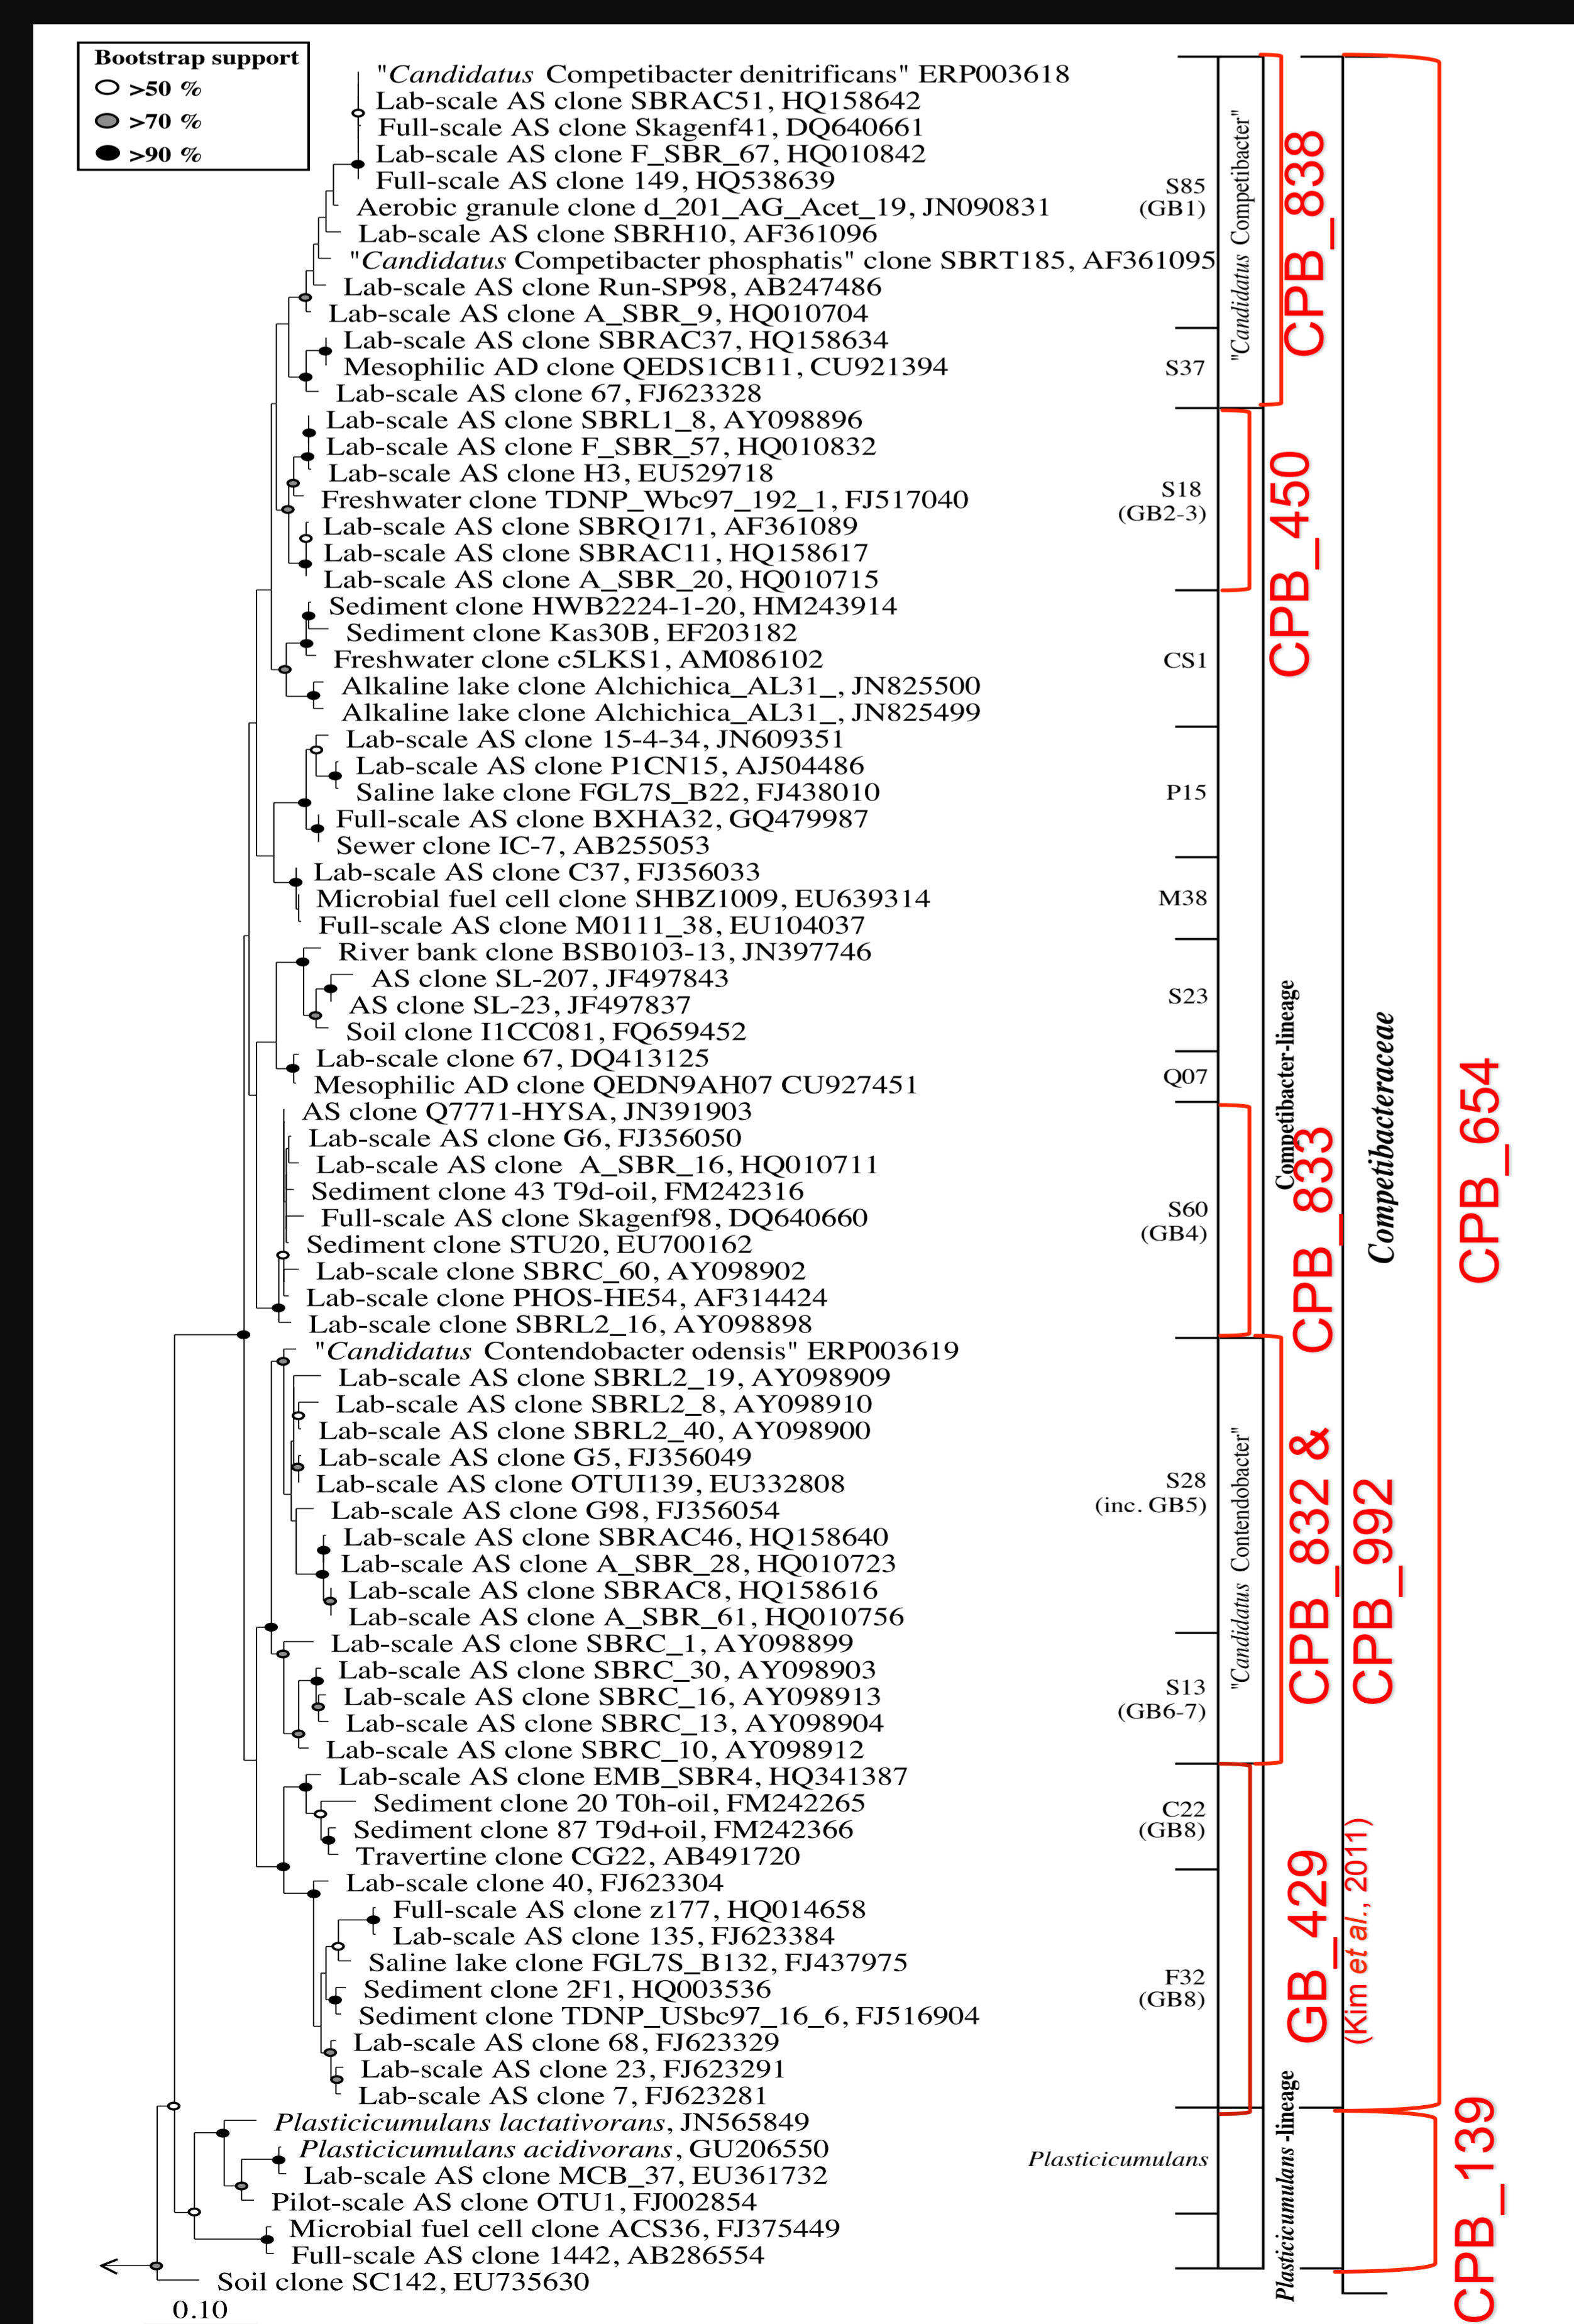 Bootstrap support
>50 %
>70 %
>90 %
"Candidatus Competibacter denitrificans" ERP003618
Lab-scale AS clone SBRAC51, HQ158642
Full-scale AS clone Skagenf41, DQ640661
Lab-scale AS clone F_SBR_67, HQ010842
Full-scale AS clone 149, HQ538639
Aerobic granule clone d_201_AG_Acet_19, JN090831
Lab-scale AS clone SBRH10, AF361096
"Candidatus Competibacter phosphatis" clone SBRT185, AF361095
Lab-scale AS clone Run-SP98, AB247486
Lab-scale AS clone A_SBR_9, HQ010704
Lab-scale AS clone SBRAC37, HQ158634
Mesophilic AD clone QEDS1CB11, CU921394
Lab-scale AS clone 67, FJ623328
Lab-scale AS clone SBRL1_8, AY098896
Lab-scale AS clone F_SBR_57, HQ010832
Lab-scale AS clone H3, EU529718
Freshwater clone TDNP_Wbc97_192_1, FJ517040
Lab-scale AS clone SBRQ171, AF361089
Lab-scale AS clone SBRAC11, HQ158617
Lab-scale AS clone A_SBR_20, HQ010715
Sediment clone HWB2224-1-20, HM243914
Sediment clone Kas30B, EF203182
Freshwater clone c5LKS1, AM086102
Alkaline lake clone Alchichica_AL31_, JN825500
Alkaline lake clone Alchichica_AL31_, JN825499
Lab-scale AS clone 15-4-34, JN609351
Lab-scale AS clone P1CN15, AJ504486
Saline lake clone FGL7S_B22, FJ438010
Full-scale AS clone BXHA32, GQ479987
Sewer clone IC-7, AB255053
Lab-scale AS clone C37, FJ356033
Microbial fuel cell clone SHBZ1009, EU639314
Full-scale AS clone M0111_38, EU104037
River bank clone BSB0103-13, JN397746
AS clone SL-207, JF497843
AS clone SL-23, JF497837
Soil clone I1CC081, FQ659452
Lab-scale clone 67, DQ413125
Mesophilic AD clone QEDN9AH07 CU927451
AS clone Q7771-HYSA, JN391903
Lab-scale AS clone G6, FJ356050
Lab-scale AS clone A_SBR_16, HQ010711
Sediment clone 43 T9d-oil, FM242316
Full-scale AS clone Skagenf98, DQ640660
Sediment clone STU20, EU700162
Lab-scale clone SBRC_60, AY098902
Lab-scale clone PHOS-HE54, AF314424
Lab-scale clone SBRL2_16, AY098898
"Candidatus Contendobacter odensis" ERP003619
Lab-scale AS clone SBRL2_19, AY098909
Lab-scale AS clone SBRL2_8, AY098910
Lab-scale AS clone SBRL2_40, AY098900
Lab-scale AS clone G5, FJ356049
Lab-scale AS clone OTUI139, EU332808
Lab-scale AS clone G98, FJ356054
Lab-scale AS clone SBRAC46, HQ158640
Lab-scale AS clone A_SBR_28, HQ010723
Lab-scale AS clone SBRAC8, HQ158616
Lab-scale AS clone A_SBR_61, HQ010756
Lab-scale AS clone SBRC_1, AY098899
Lab-scale AS clone SBRC_30, AY098903
Lab-scale AS clone SBRC_16, AY098913
Lab-scale AS clone SBRC_13, AY098904
Lab-scale AS clone SBRC_10, AY098912
Lab-scale AS clone EMB_SBR4, HQ341387
Sediment clone 20 T0h-oil, FM242265
Sediment clone 87 T9d+oil, FM242366
Travertine clone CG22, AB491720
Lab-scale clone 40, FJ623304
Full-scale AS clone z177, HQ014658
Lab-scale AS clone 135, FJ623384
Saline lake clone FGL7S_B132, FJ437975
Sediment clone 2F1, HQ003536
Sediment clone TDNP_USbc97_16_6, FJ516904
Lab-scale AS clone 68, FJ623329
Lab-scale AS clone 23, FJ623291
Lab-scale AS clone 7, FJ623281
Plasticicumulans lactativorans, JN565849
Plasticicumulans acidivorans, GU206550
Lab-scale AS clone MCB_37, EU361732
Pilot-scale AS clone OTU1, FJ002854
Microbial fuel cell clone ACS36, FJ375449
Full-scale AS clone 1442, AB286554
Soil clone SC142, EU735630
0.10
S85
(GB1)
S37
S18
(GB2-3)
CS1
P15
M38
S23
Q07
S60
(GB4)
S28
(inc. GB5)
S13
(GB6-7)
C22
(GB8)
F32
(GB8)
Plasticicumulans
"Candidatus Competibacter"
"Candidatus Contendobacter"
CPB_838
CPB_450
Competibacter-lineage
CPB_833
CPB_832 &
CPB_992
GB_429
(Kim et al., 2011)
Plasticicumulans-lineage
Competibacteraceae
CPB_654
CPB_139